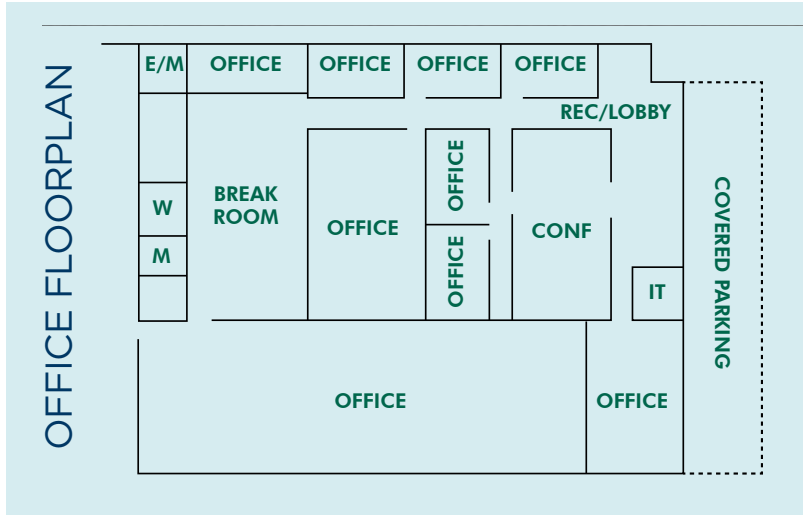 OFFICE FLOORPLAN
E/M
OFFICE
OFFICE
OFFICE
OFFICE
REC/LOBBY
W
BREAK
ROOM
OFFICE
OFFICE
CONF
COVERED PARKING
M
OFFICE
IT
OFFICE
OFFICE